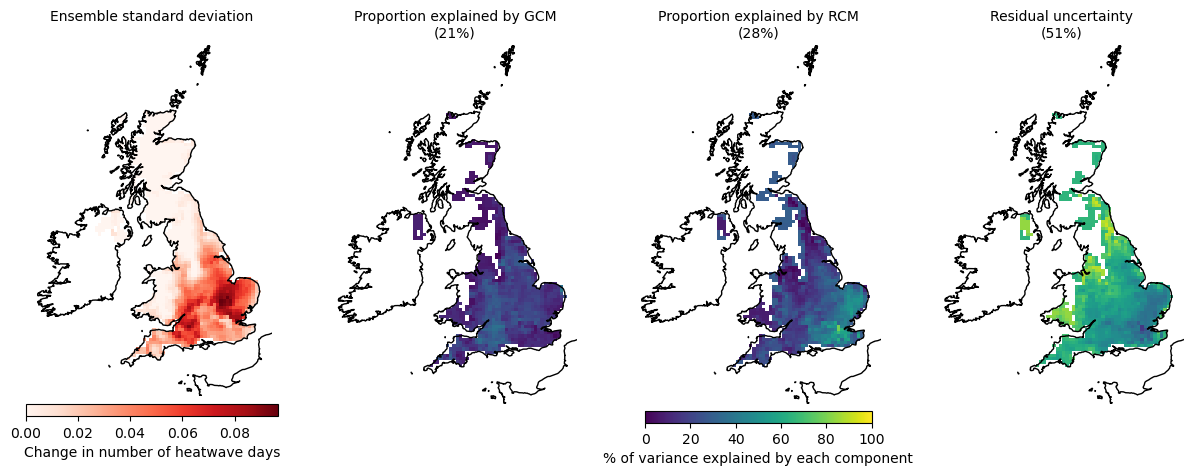 Ensemble standard deviation
Proportion explained by GCM
(21%)
Proportion explained by RCM
(28%)
Residual uncertainty
(51%)
0.00 0.02 0.04 0.06 0.08
Change in number of heatwave days
0 20 40 60 80 100
% of variance explained by each component